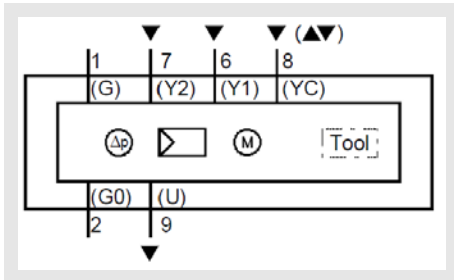 ▼ ▼ ▼ (▲▼)
1 7 6 8
(G) (Y2) (Y1) (YC)
Δp M Tool
(G0) (U)
2 9
▼